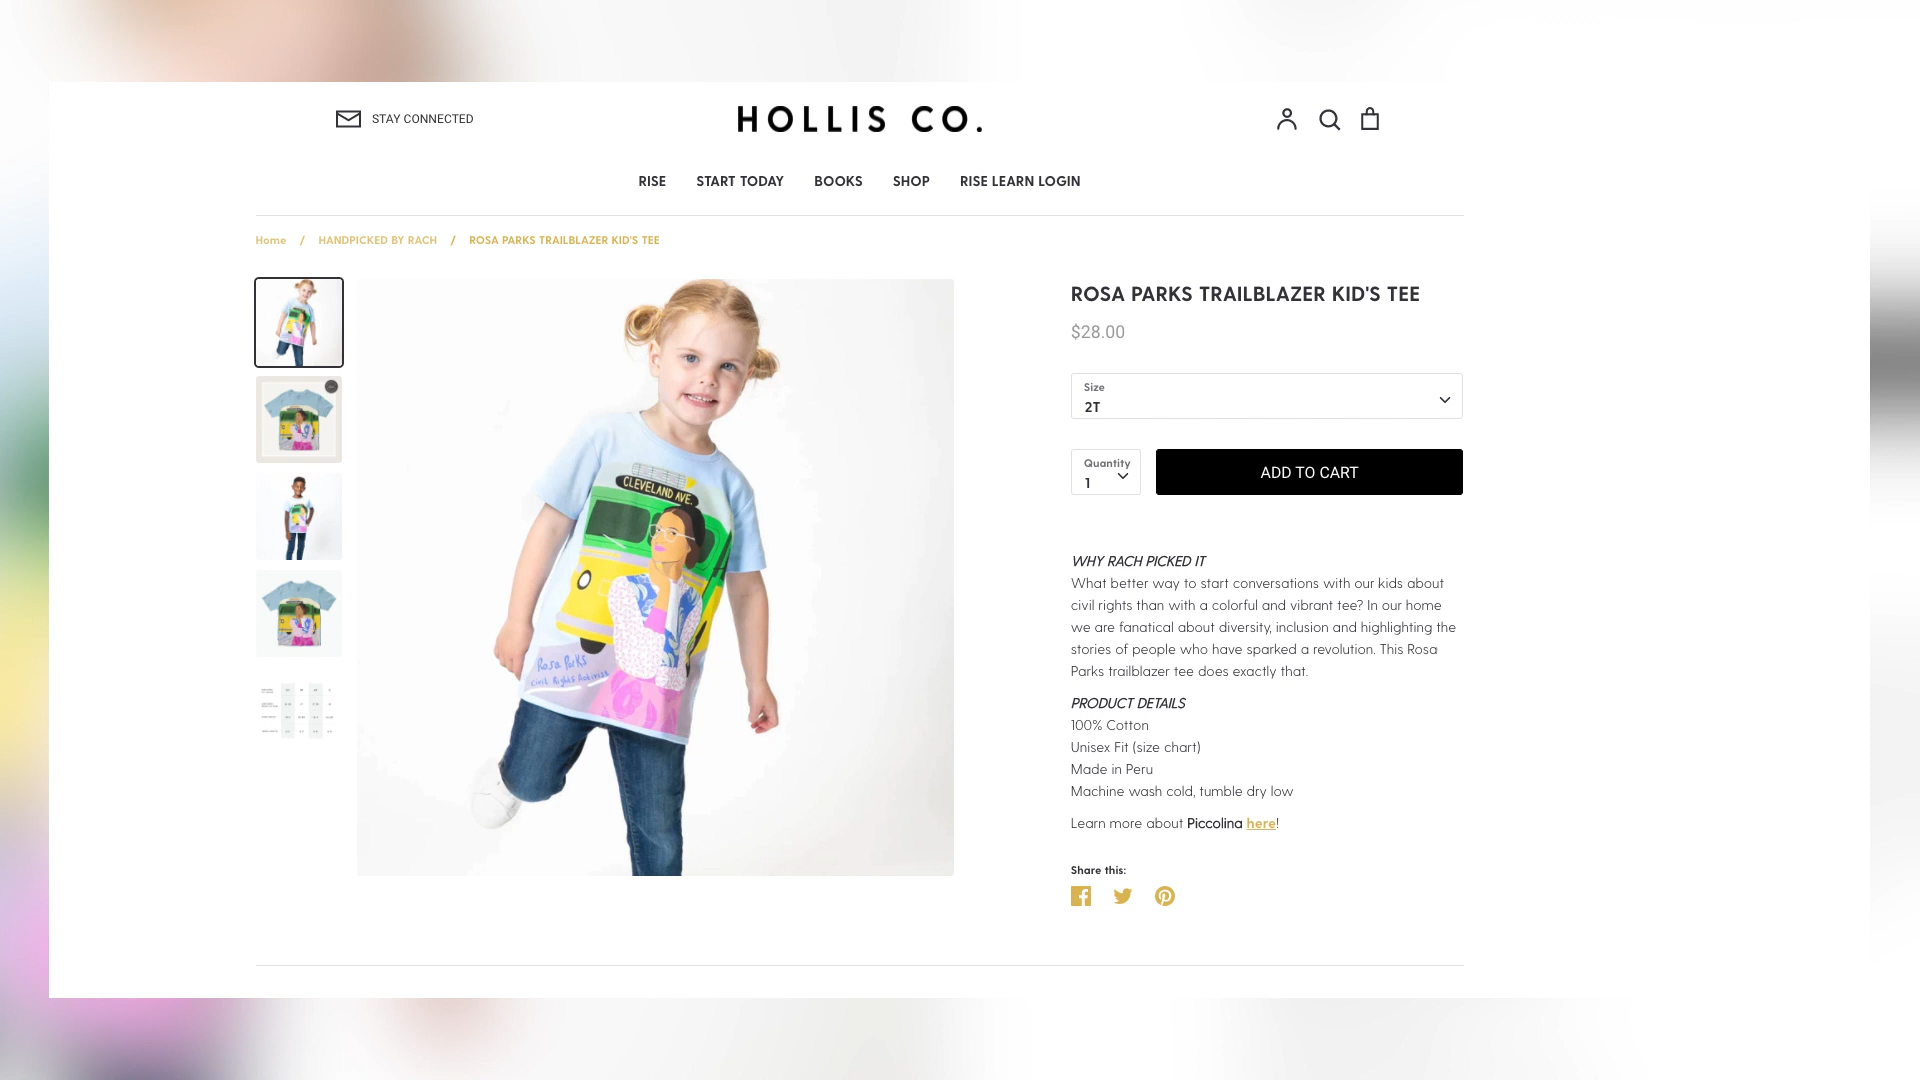 STAY CONNECTED
HOLLIS CO.
RISE START TODAY BOOKS SHOP RISE LEARN LOGIN
Home / HANDPICKED BY RACH / ROSA PARKS TRAILBLAZER KID'S TEE
CLEVELAND AVE.
Rosa Parks
Civil Rights Activist
ROSA PARKS TRAILBLAZER KID'S TEE
$28.00
Size
2T
Quantity
1
ADD TO CART
WHY RACH PICKED IT
What better way to start conversations with our kids about
civil rights than with a colorful and vibrant tee? In our home
we are fanatical about diversity, inclusion and highlighting the
stories of people who have sparked a revolution. This Rosa
Parks trailblazer tee does exactly that.
PRODUCT DETAILS
100% Cotton
Unisex Fit (size chart)
Made in Peru
Machine wash cold, tumble dry low
Learn more about Piccolina here!
Share this: